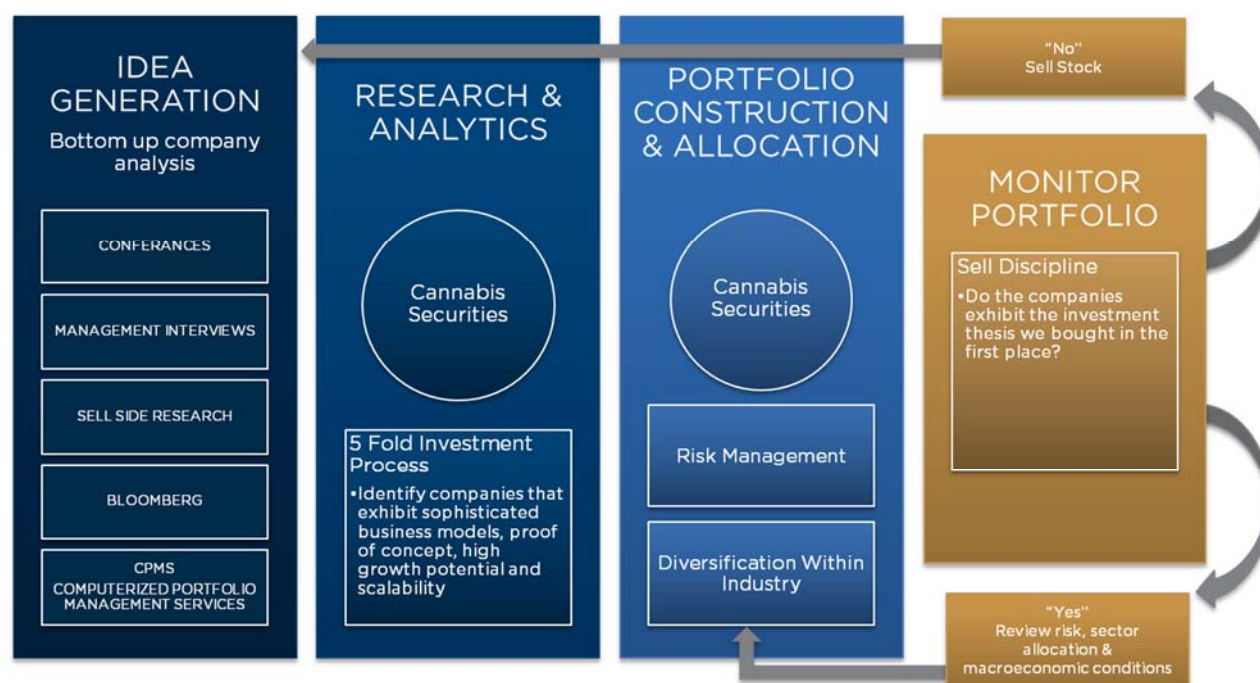 IDEA
GENERATION
Bottom up company
analysis
CONFERANCES
MANAGEMENT INTERVIEWS
SELL SIDE RESEARCH
BLOOMBERG
CPMS
COMPUTERIZED PORTFOLIO
MANAGEMENT SERVICES
RESEARCH &
ANALYTICS
Cannabis
Securities
5 Fold Investment
Process
•Identify companies that
exhibit sophisticated
business models, proof
of concept, high
growth potential and
scalability
PORTFOLIO
CONSTRUCTION
& ALLOCATION
Cannabis
Securities
Risk Management
Diversification Within
Industry
"No"
Sell Stock
MONITOR
PORTFOLIO
Sell Discipline
•Do the companies
exhibit the investment
thesis we bought in the
first place?
"Yes"
Review risk, sector
allocation &
macroeconomic conditions